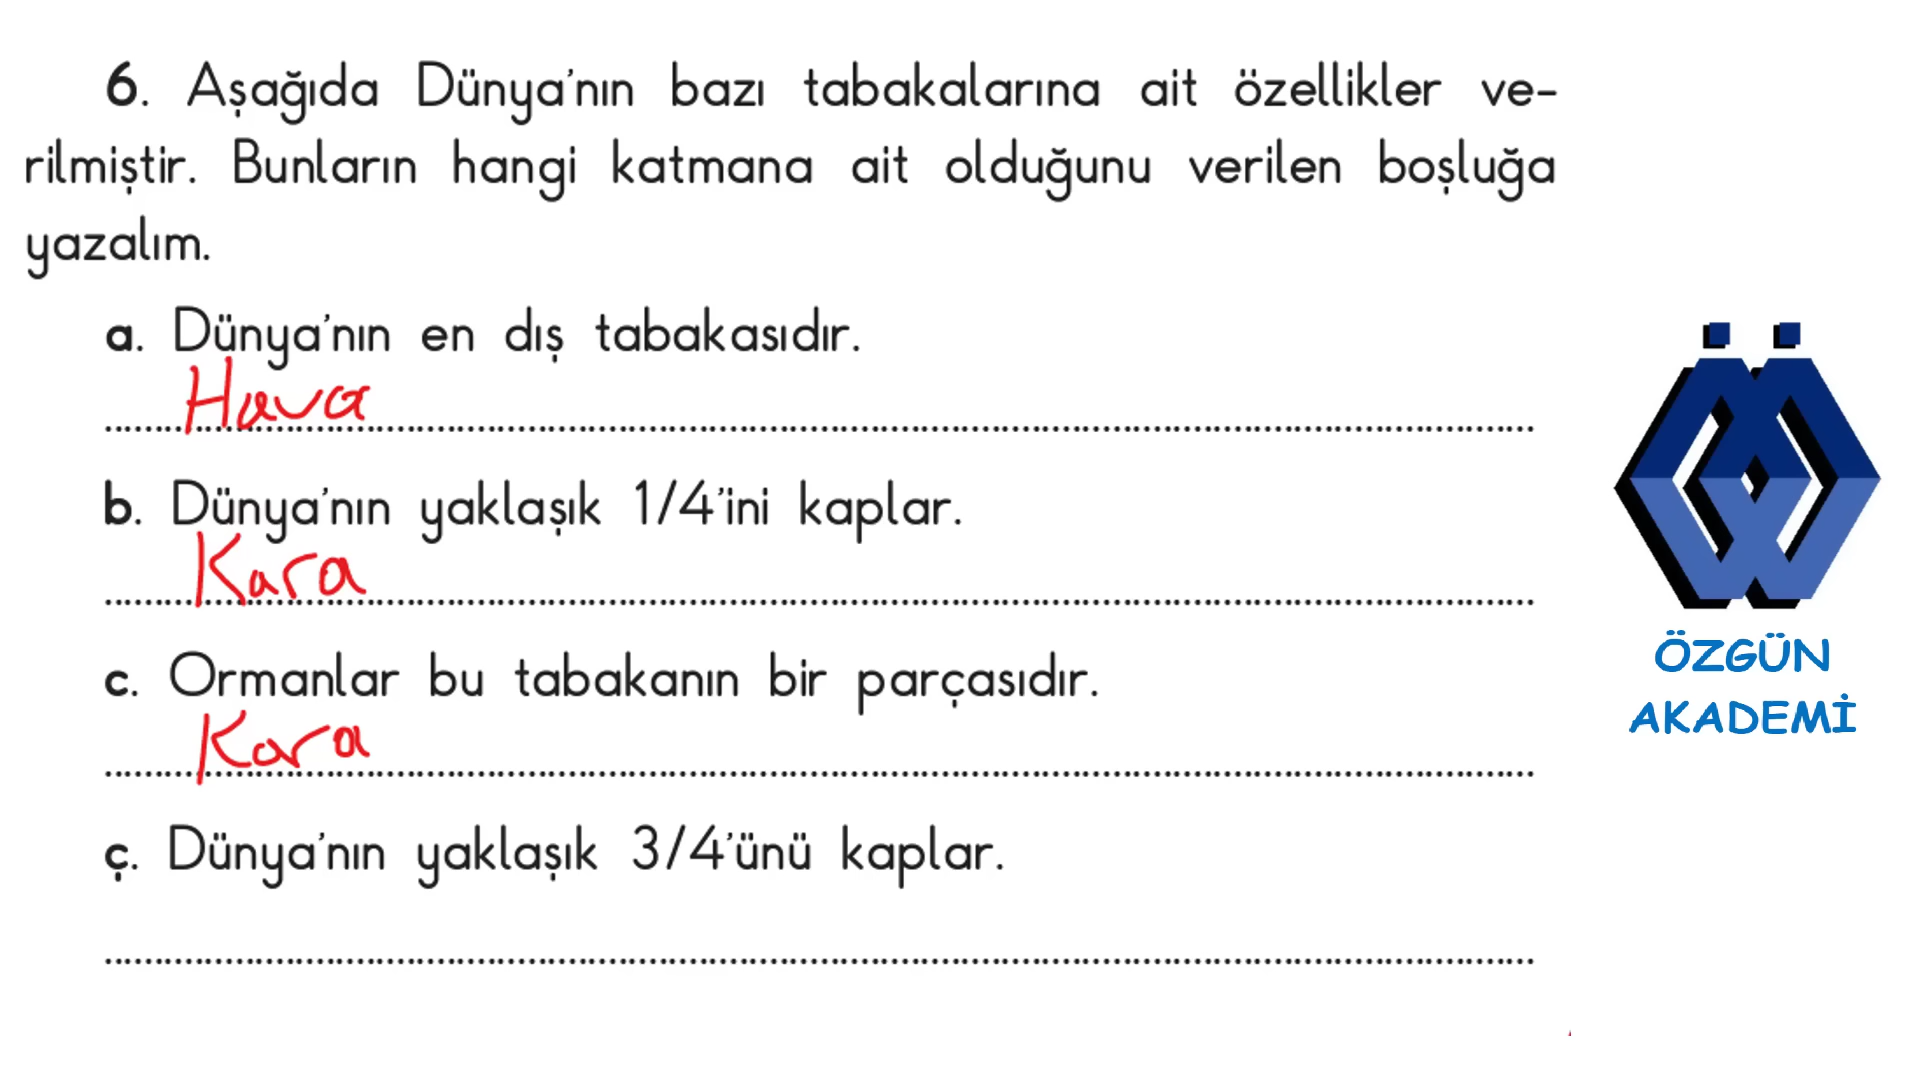 6. Aşağıda Dünya'nın bazı tabakalarına ait özellikler ve-
rilmiştir. Bunların hangi katmana ait olduğunu verilen boşluğa
yazalım.
a. Dünya'nın en dış tabakasıdır.
Hava
b. Dünya'nın yaklaşık 1/4'ini kaplar.
Kara
c. Ormanlar bu tabakanın bir parçasıdır.
Kara
ç. Dünya'nın yaklaşık 3/4'ünü kaplar.
ÖZGÜN
AKADEMİ